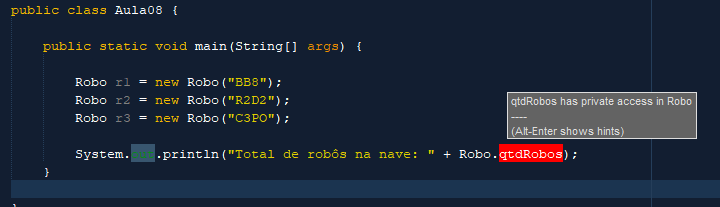 public class Aula08 {
public static void main(String[] args) {
Robo r1 = new Robo("BB8");
Robo r2 = new Robo("R2D2");
Robo r3 = new Robo("C3PO");
qtdRobos has private access in Robo
----
(Alt-Enter shows hints)
System.out.println("Total de robôs na nave: " + Robo.qtdRobos);
}
}